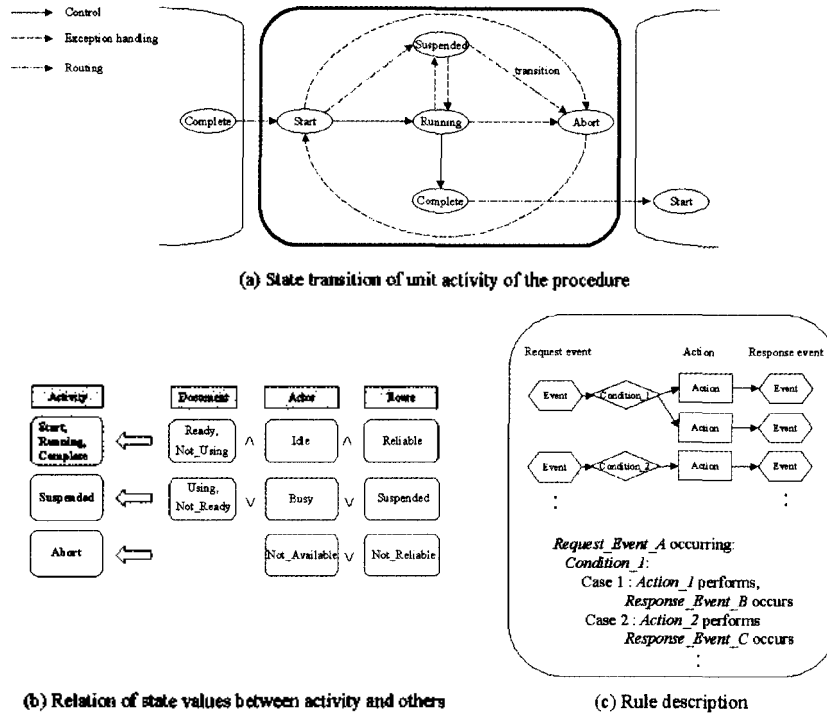 Control
Exception handling
Routing
Suspended
transition
Complete
Start
Running
Abort
Complete
Start
(a) State transition of unit activity of the procedure
Activity
Document
Actor
Route
Start,
Running,
Complete
Ready,
Not_Using
∧
Idle
∧
Reliable
Suspended
Using,
Not_Ready
∨
Busy
∨
Suspended
Abort
Not_Available
∨
Not_Reliable
(b) Relation of state values between activity and others
Request event
Action
Response event
Event
Condition_1
Action
Event
Action
Event
Event
Condition_2
Action
Event
Request_Event_A occurring:
Condition_1:
Case 1 : Action_1 performs,
Response_Event_B occurs
Case 2 : Action_2 performs
Response_Event_C occurs
(c) Rule description